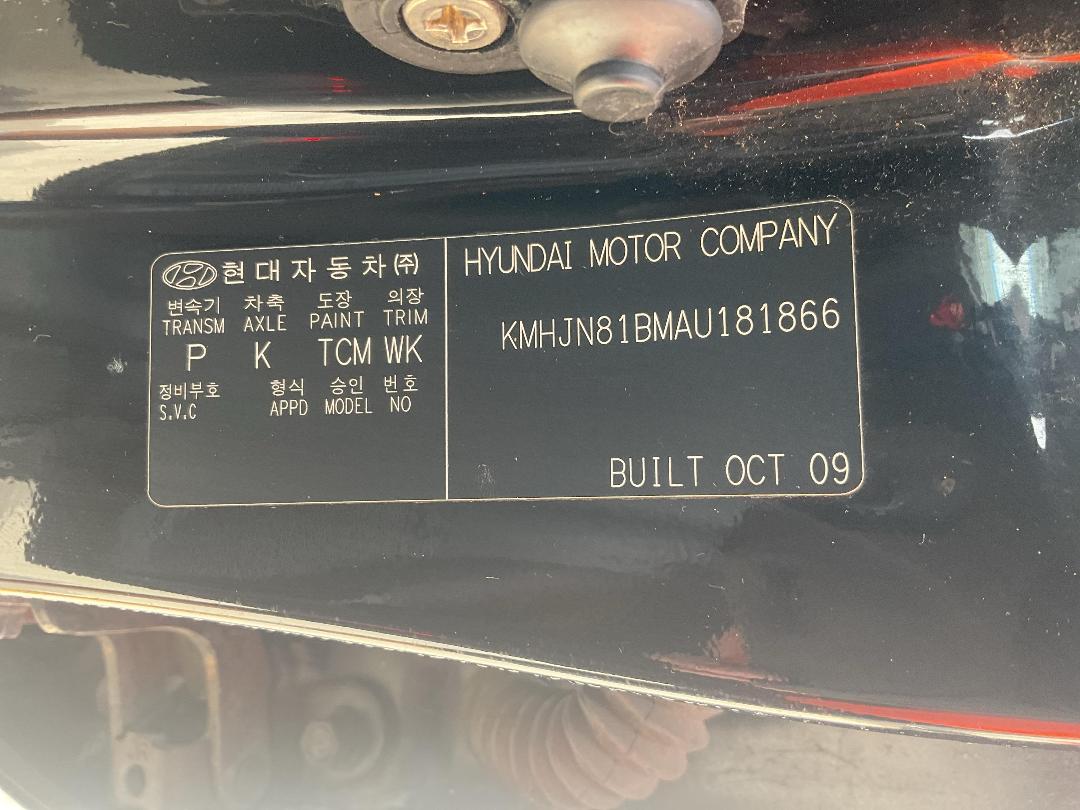 현대자동차(주)
변속기 차축 도장 의장
TRANSM AXLE PAINT TRIM
P K TCM WK
정비부호 형식 승인 번호
S.V.C APPD MODEL NO
HYUNDAI MOTOR COMPANY
KMHJN81BMAU181866
BUILT OCT 09